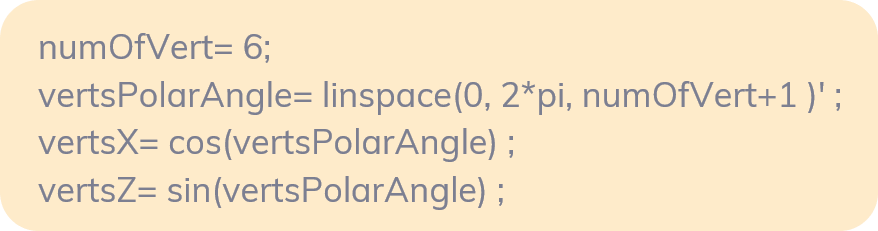 numOfVert= 6;
vertsPolarAngle= linspace(0, 2*pi, numOfVert+1 )' ;
vertsX= cos(vertsPolarAngle) ;
vertsZ= sin(vertsPolarAngle) ;